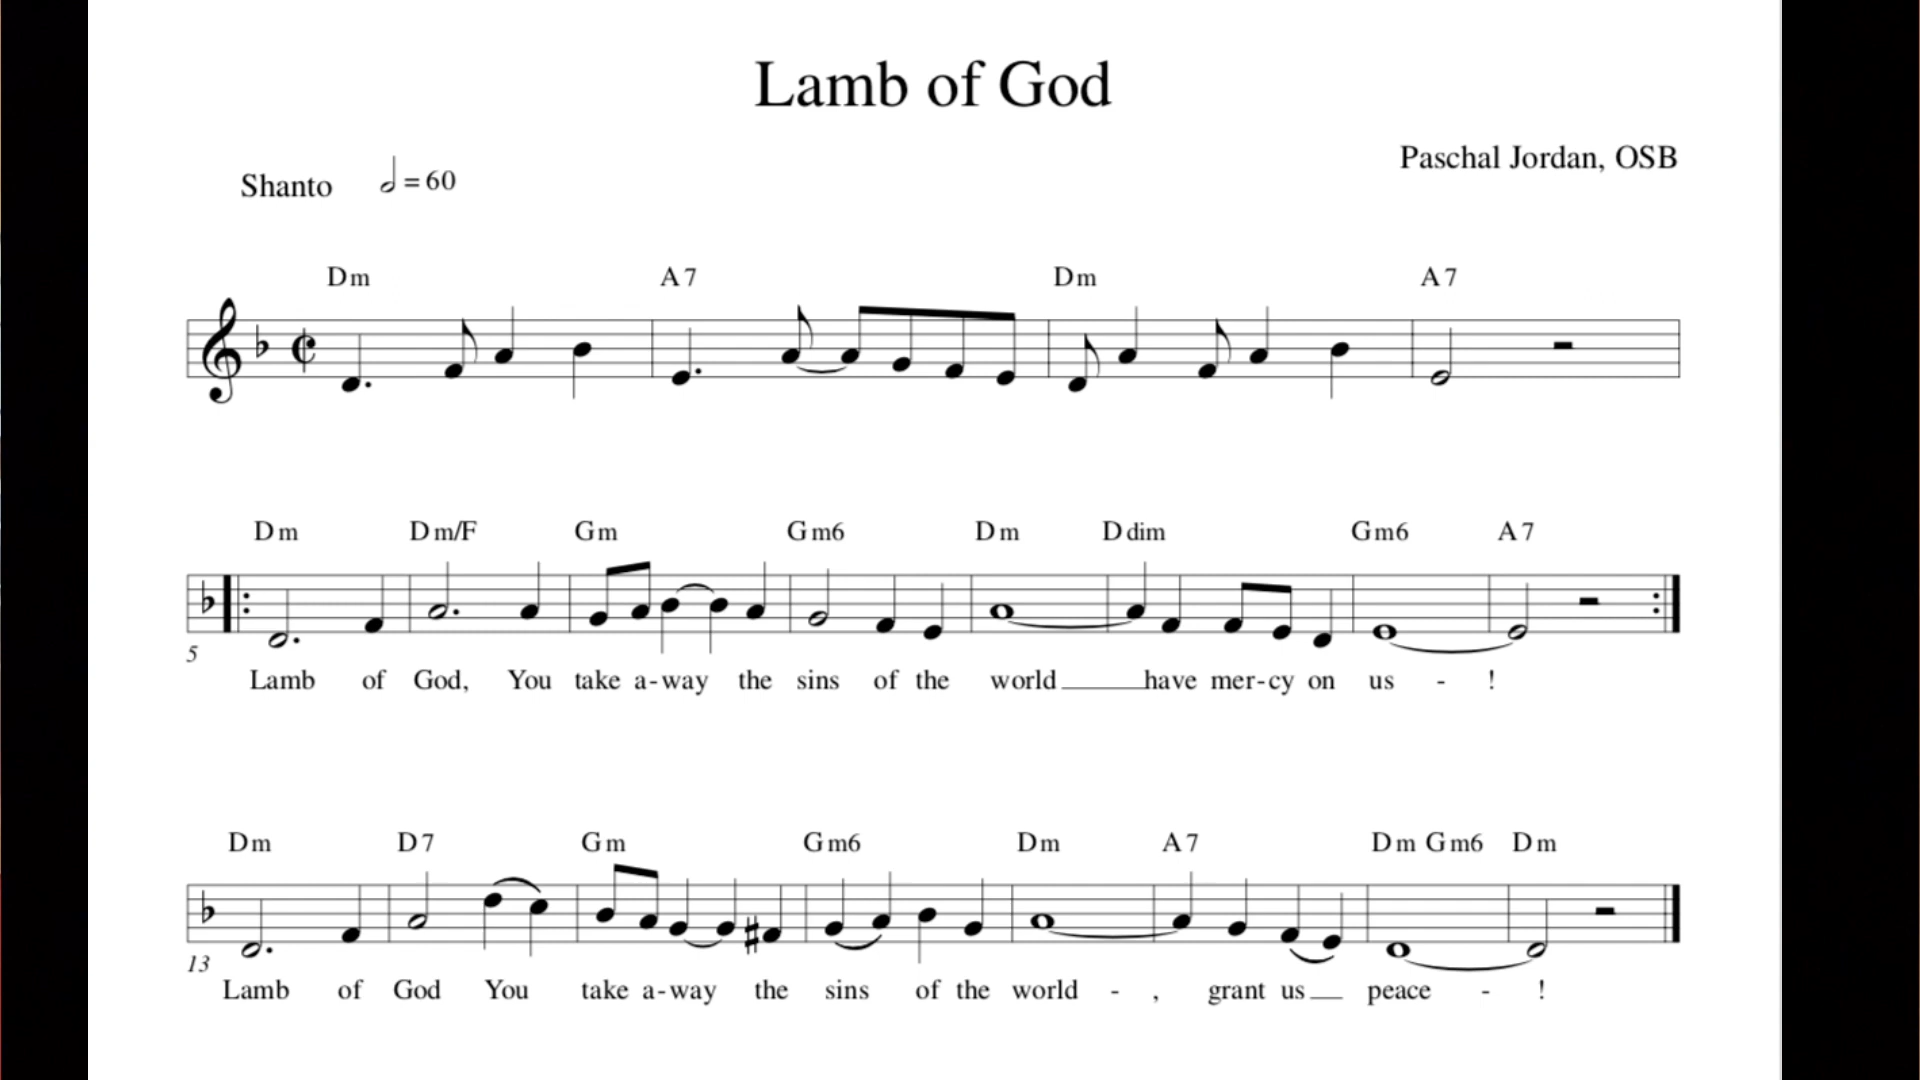 Lamb of God
Paschal Jordan, OSB
Shanto = 60
Dm A7 Dm A7
Dm Dm/F Gm Gm6 Dm Ddim Gm6 A7
5
Lamb of God, You take a-way the sins of the world have mer-cy on us - !
Dm D7 Gm Gm6 Dm A7 Dm Gm6 Dm
13
Lamb of God You take a-way the sins of the world - , grant us peace - !